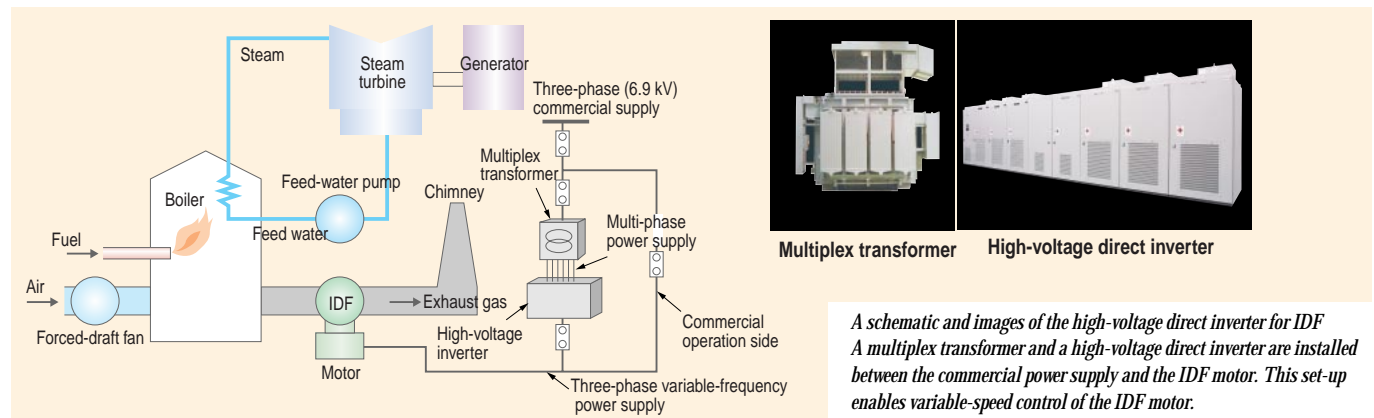 Steam
Steam
turbine
Generator
Three-phase (6.9 kV)
commercial supply
Multiplex
transformer
Feed-water pump
Chimney
Boiler
Multi-phase
power supply
Feed water
Fuel
Air
IDF
Exhaust gas
Forced-draft fan
High-voltage
inverter
Commercial
operation side
Motor
Three-phase variable-frequency
power supply
Multiplex transformer
High-voltage direct inverter
A schematic and images of the high-voltage direct inverter for IDF
A multiplex transformer and a high-voltage direct inverter are installed
between the commercial power supply and the IDF motor. This set-up
enables variable-speed control of the IDF motor.